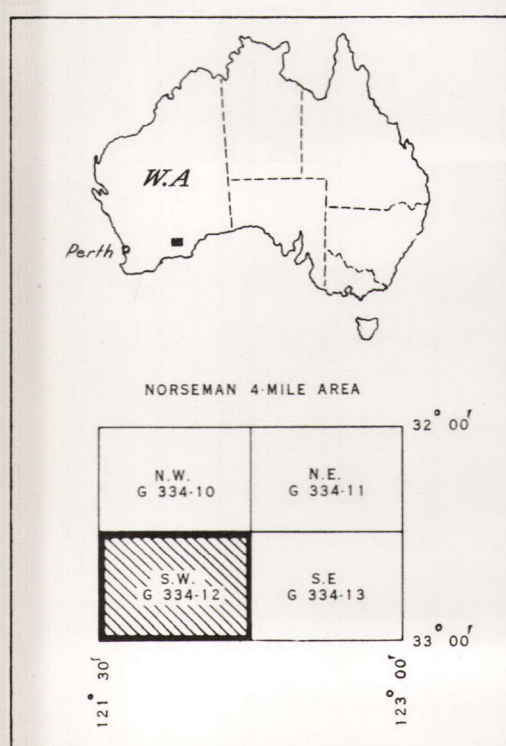 W.A
Perth
NORSEMAN 4-MILE AREA
32° 00'
N.W.
G 334-10
N.E.
G 334-11
S.W.
G 334-12
S.E
G 334-13
33° 00'
121° 30'
123° 00'